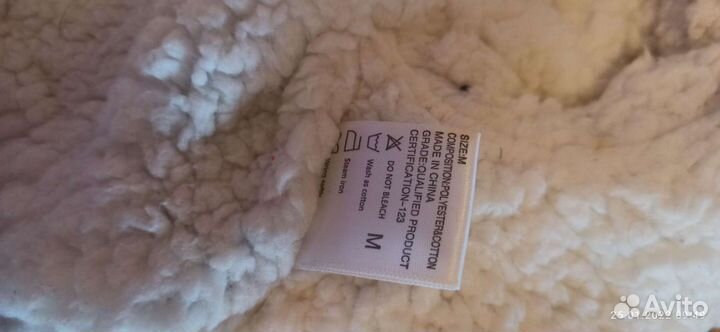 SIZE:M
COMPOSITION:POLYESTER&COTTON
MADE IN CHINA
GRADE:QUALIFIED PRODUCT
CERTIFICATION-123
M
DO NOT BLEACH
Wash as cotton
Steam iron
Avito